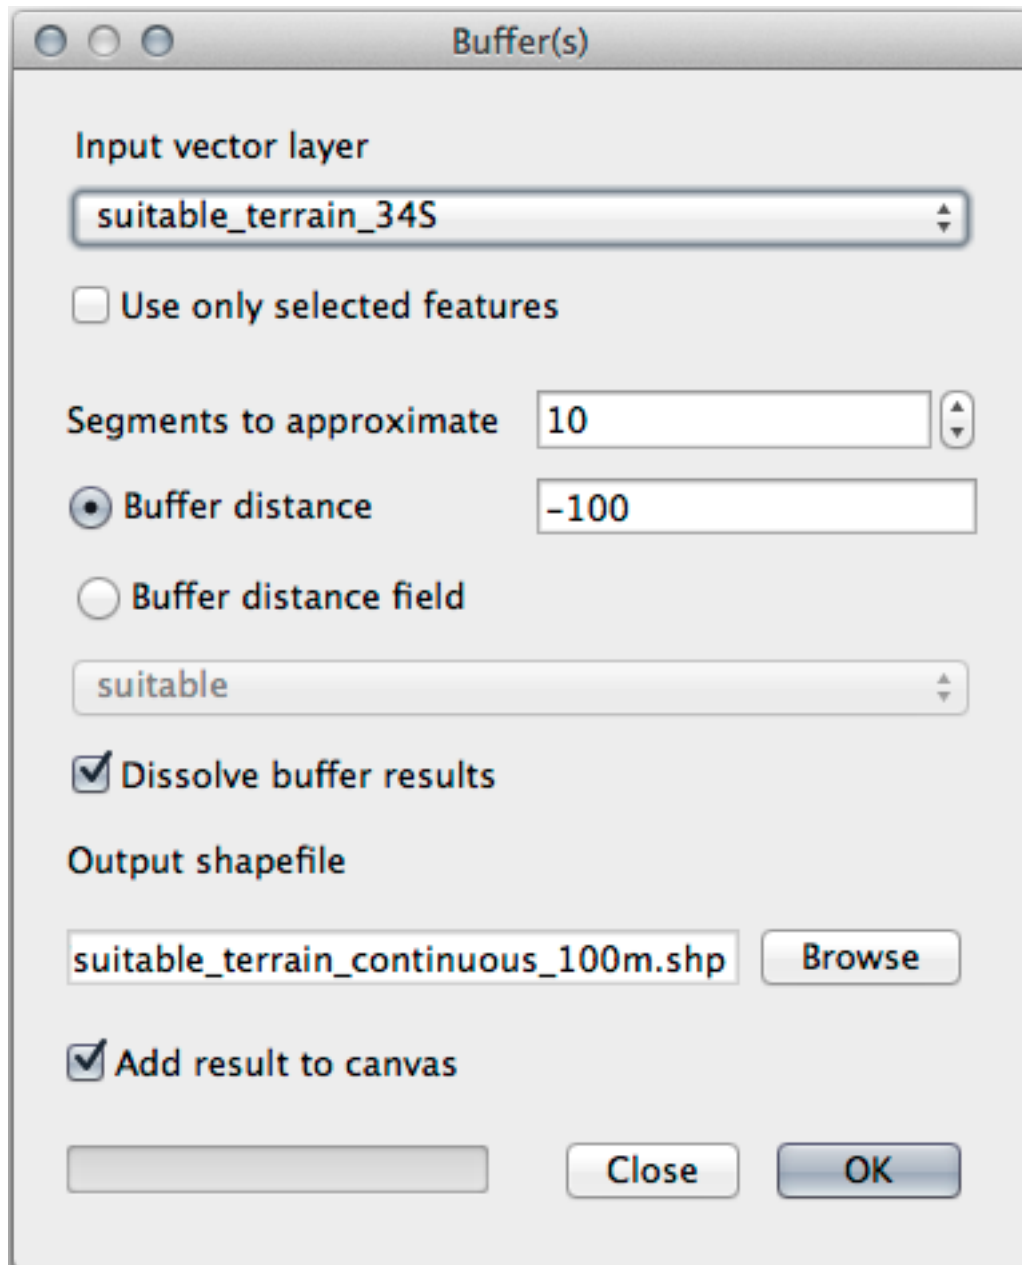 Buffer(s)
Input vector layer
suitable_terrain_34S
Use only selected features
Segments to approximate 10
Buffer distance -100
Buffer distance field
suitable
Dissolve buffer results
Output shapefile
suitable_terrain_continuous_100m.shp Browse
Add result to canvas
Close OK